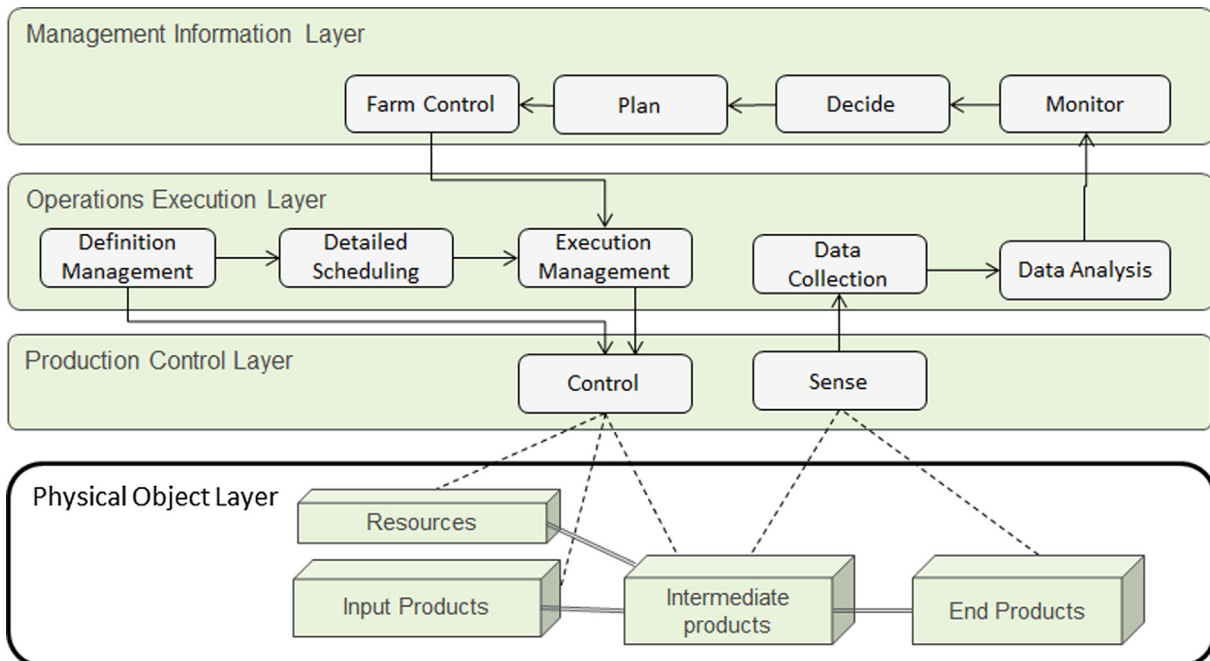 Management Information Layer
Farm Control
Plan
Decide
Monitor
Operations Execution Layer
Definition
Management
Detailed
Scheduling
Execution
Management
Data
Collection
Data Analysis
Production Control Layer
Control
Sense
Physical Object Layer
Resources
Input Products
Intermediate
products
End Products